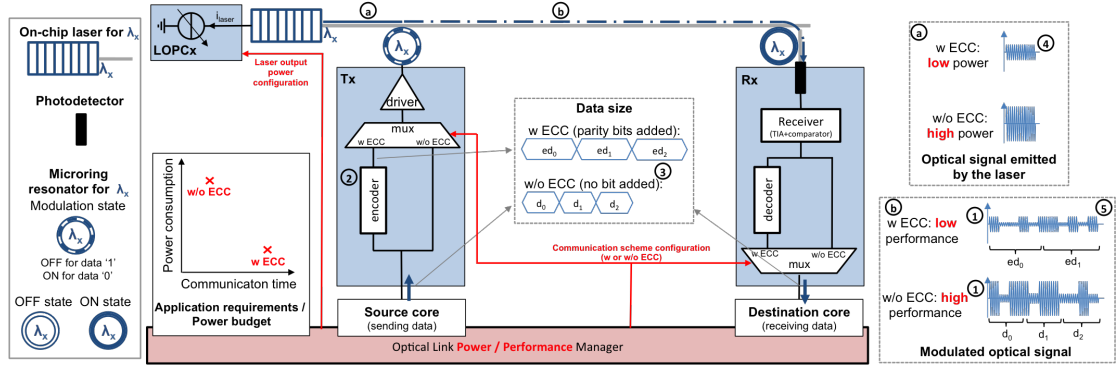 On-chip laser for λx
λx
Photodetector
Microring
resonator for λx
Modulation state
λx
OFF for data '1'
ON for data '0'
OFF state ON state
λx λx
ilaser
LOPCx
λx
a
b
Laser output
power
configuration
Power consumption
w/o ECC
w ECC
Communicaton time
Application requirements /
Power budget
λx
Tx
driver
mux
w ECC w/o ECC
2
encoder
Source core
(sending data)
Data size
w ECC (parity bits added):
ed0 ed1 ed2
3
w/o ECC (no bit added):
d0 d1 d2
Communication scheme configuration
(w or w/o ECC)
λx
Rx
Receiver
(TIA+comparator)
decoder
w ECC w/o ECC
mux
Destination core
(receiving data)
Optical Link Power / Performance Manager
a
w ECC:
low power
4
w/o ECC:
high power
Optical signal emitted
by the laser
b
5
w ECC: low
performance
1
ed0 ed1
w/o ECC: high
performance
1
d0 d1 d2
Modulated optical signal